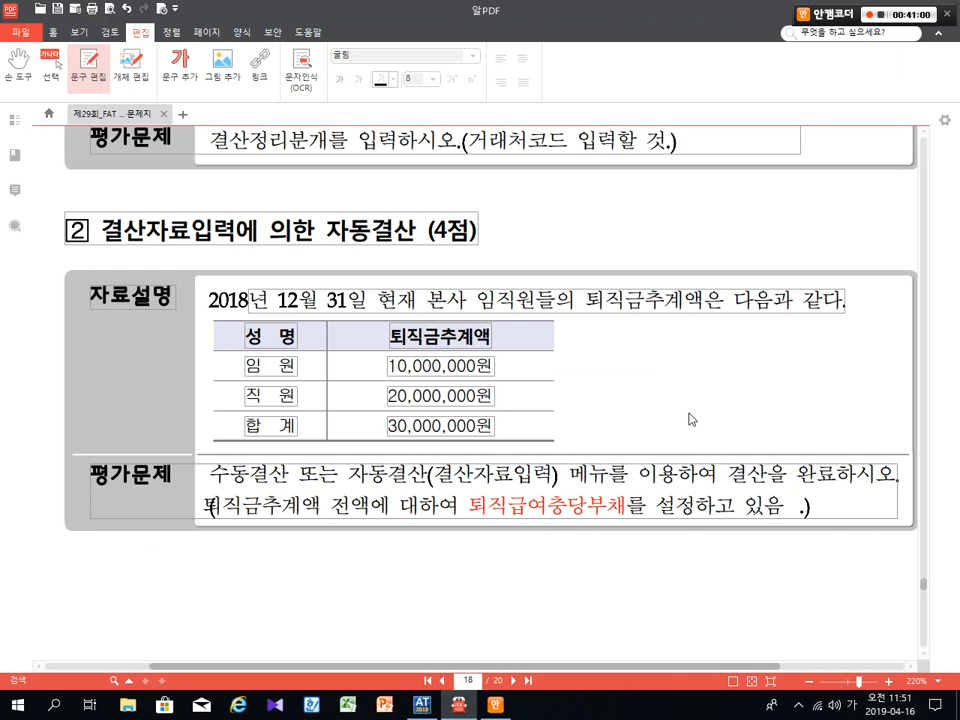 알PDF
안캠코더
00:41:00
파일 홈 보기 검토 편집 정렬 페이지 양식 보안 도움말
무엇을 하고 싶으세요?
손 도구 선택 문구 편집 개체 편집 문구 추가 그림 추가 링크 문자인식 (OCR)
굴림
8
제29회_FAT ... 문제지
평가문제 결산정리분개를 입력하시오.(거래처코드 입력할 것.)
2 결산자료입력에 의한 자동결산 (4점)
자료설명 2018년 12월 31일 현재 본사 임직원들의 퇴직금추계액은 다음과 같다.
성 명 퇴직금추계액
임 원 10,000,000원
직 원 20,000,000원
합 계 30,000,000원
평가문제 수동결산 또는 자동결산(결산자료입력) 메뉴를 이용하여 결산을 완료하시오.
(퇴직금추계액 전액에 대하여 퇴직급여충당부채를 설정하고 있음 .)
검색
18 / 20
220%
오전 11:51
2019-04-16